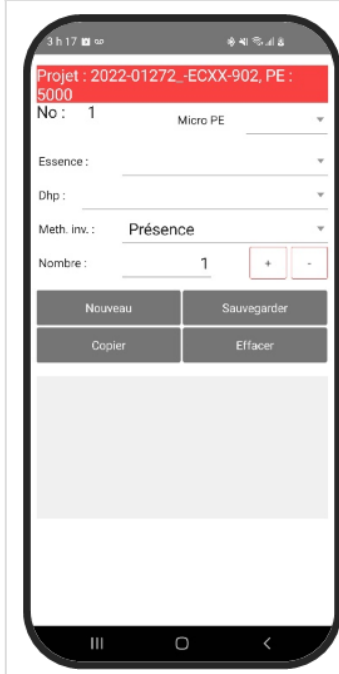 3 h 17
Projet : 2022-01272_-ECXX-902, PE :
5000
No : 1
Micro PE
Essence :
Dhp :
Meth. inv. : Présence
Nombre : 1 + -
Nouveau Sauvegarder
Copier Effacer